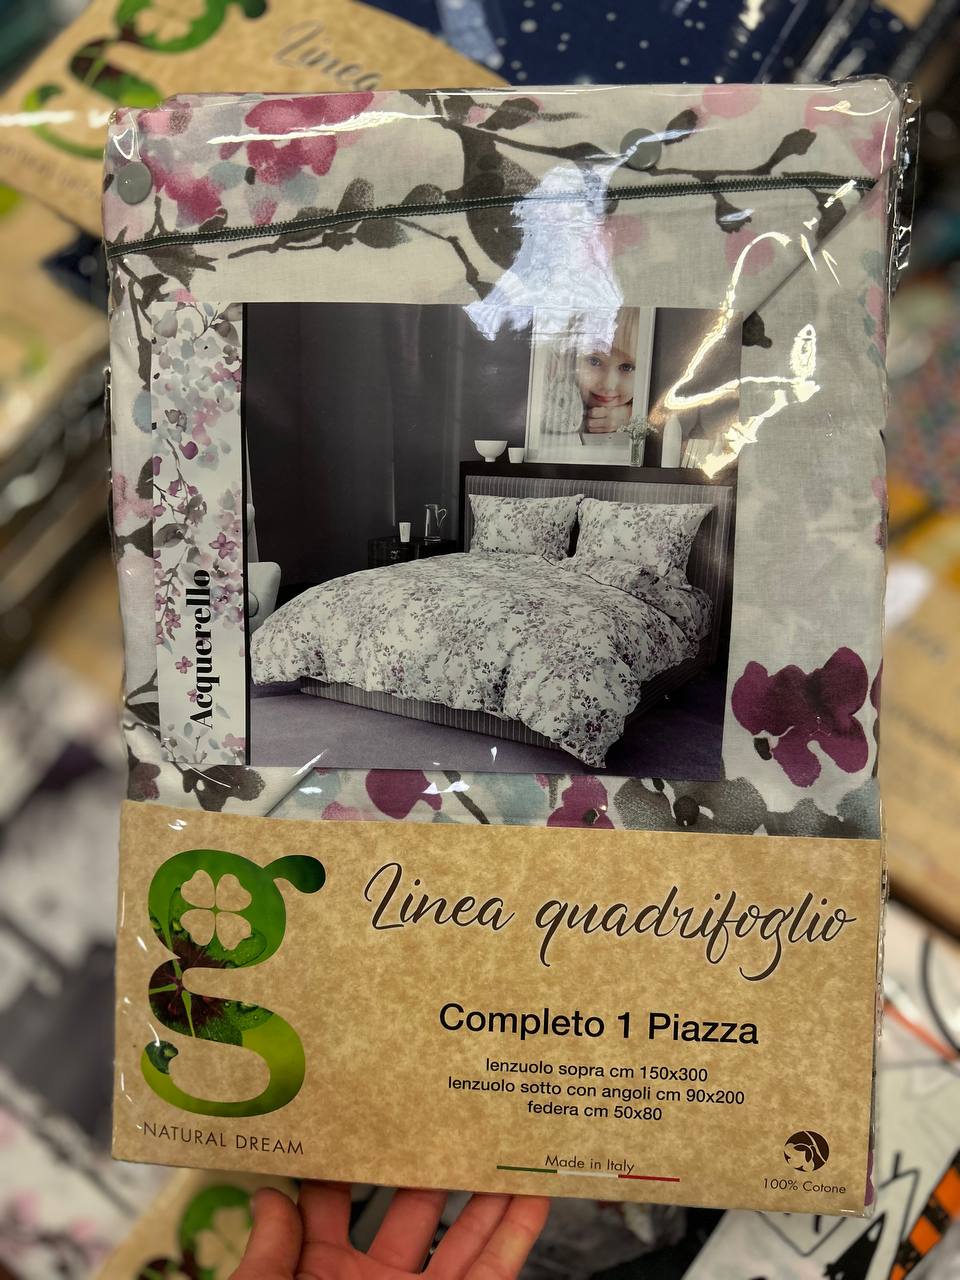 Linea
Acquerello
Linea quadrifoglio
Completo 1 Piazza
lenzuolo sopra cm 150x300
lenzuolo sotto con angoli cm 90x200
federa cm 50x80
NATURAL DREAM
Made in Italy
100% Cotone